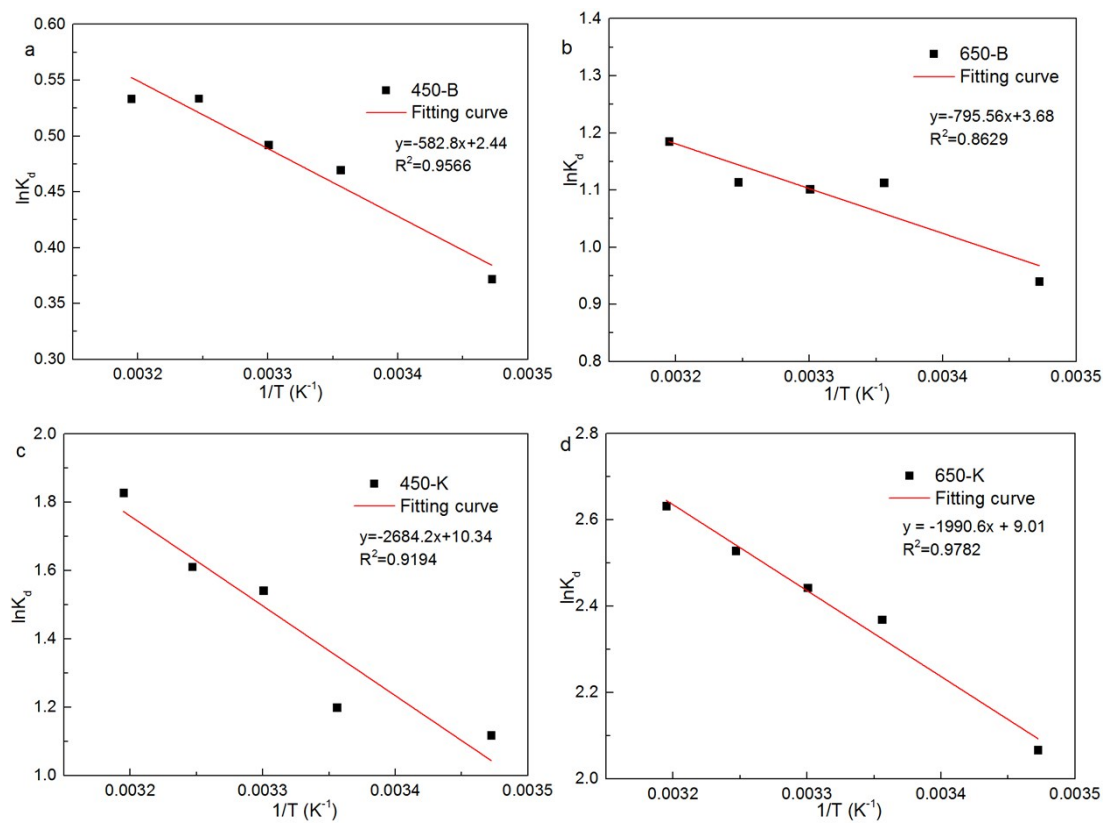 a
0.60
0.55
0.50
0.45
0.40
0.35
0.30
lnK_d
450-B
Fitting curve
y=-582.8x+2.44
R²=0.9566
0.0032 0.0033 0.0034 0.0035
1/T (K⁻¹)
b
1.4
1.3
1.2
1.1
1.0
0.9
0.8
lnK_d
650-B
Fitting curve
y=-795.56x+3.68
R²=0.8629
0.0032 0.0033 0.0034 0.0035
1/T (K⁻¹)
c
2.0
1.8
1.6
1.4
1.2
1.0
lnK_d
450-K
Fitting curve
y=-2684.2x+10.34
R²=0.9194
0.0032 0.0033 0.0034 0.0035
1/T (K⁻¹)
d
2.8
2.6
2.4
2.2
2.0
lnK_d
650-K
Fitting curve
y = -1990.6x + 9.01
R²=0.9782
0.0032 0.0033 0.0034 0.0035
1/T (K⁻¹)